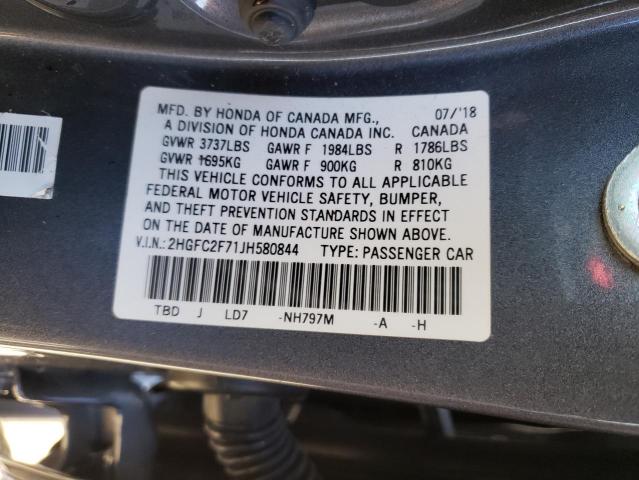 MFD. BY HONDA OF CANADA MFG., 07/'18
A DIVISION OF HONDA CANADA INC. CANADA
GVWR 3737LBS GAWR F 1984LBS R 1786LBS
GVWR 1695KG GAWR F 900KG R 810KG
THIS VEHICLE CONFORMS TO ALL APPLICABLE
FEDERAL MOTOR VEHICLE SAFETY, BUMPER,
AND THEFT PREVENTION STANDARDS IN EFFECT
ON THE DATE OF MANUFACTURE SHOWN ABOVE.
V.I.N.: 2HGFC2F71JH580844 TYPE: PASSENGER CAR
TBD J LD7 -NH797M -A -H